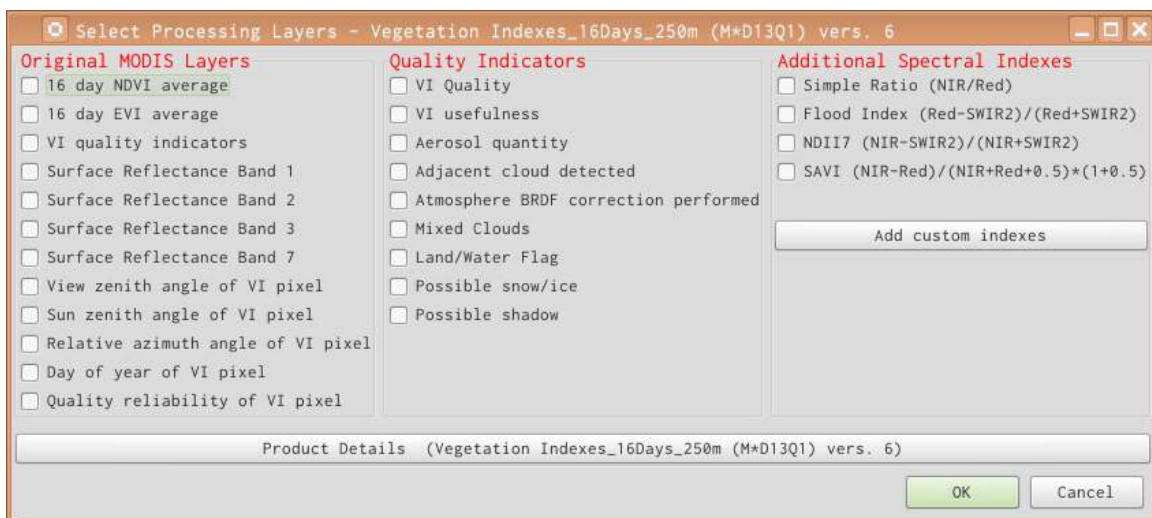 Select Processing Layers - Vegetation Indexes_16Days_250m (M*D13Q1) vers. 6
Original MODIS Layers
16 day NDVI average
16 day EVI average
VI quality indicators
Surface Reflectance Band 1
Surface Reflectance Band 2
Surface Reflectance Band 3
Surface Reflectance Band 7
View zenith angle of VI pixel
Sun zenith angle of VI pixel
Relative azimuth angle of VI pixel
Day of year of VI pixel
Quality reliability of VI pixel
Quality Indicators
VI Quality
VI usefulness
Aerosol quantity
Adjacent cloud detected
Atmosphere BRDF correction performed
Mixed Clouds
Land/Water Flag
Possible snow/ice
Possible shadow
Additional Spectral Indexes
Simple Ratio (NIR/Red)
Flood Index (Red-SWIR2)/(Red+SWIR2)
NDII7 (NIR-SWIR2)/(NIR+SWIR2)
SAVI (NIR-Red)/(NIR+Red+0.5)*(1+0.5)
Add custom indexes
Product Details (Vegetation Indexes_16Days_250m (M*D13Q1) vers. 6)
OK
Cancel